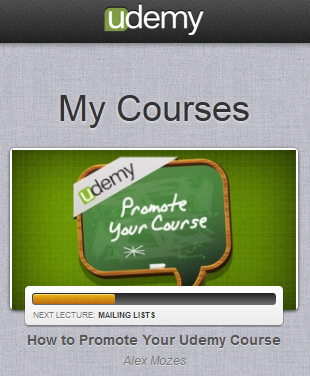 udemy
My Courses
udemy
Promote
Your Course
NEXT LECTURE: MAILING LISTS
How to Promote Your Udemy Course
Alex Mozes